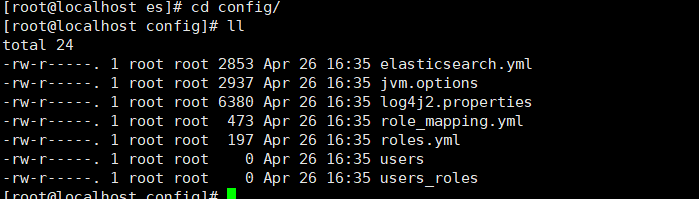 [root@localhost es]# cd config/
[root@localhost config]# ll
total 24
-rw-r-----. 1 root root 2853 Apr 26 16:35 elasticsearch.yml
-rw-r-----. 1 root root 2937 Apr 26 16:35 jvm.options
-rw-r-----. 1 root root 6380 Apr 26 16:35 log4j2.properties
-rw-r-----. 1 root root  473 Apr 26 16:35 role_mapping.yml
-rw-r-----. 1 root root  197 Apr 26 16:35 roles.yml
-rw-r-----. 1 root root    0 Apr 26 16:35 users
-rw-r-----. 1 root root    0 Apr 26 16:35 users_roles
[root@localhost config]#